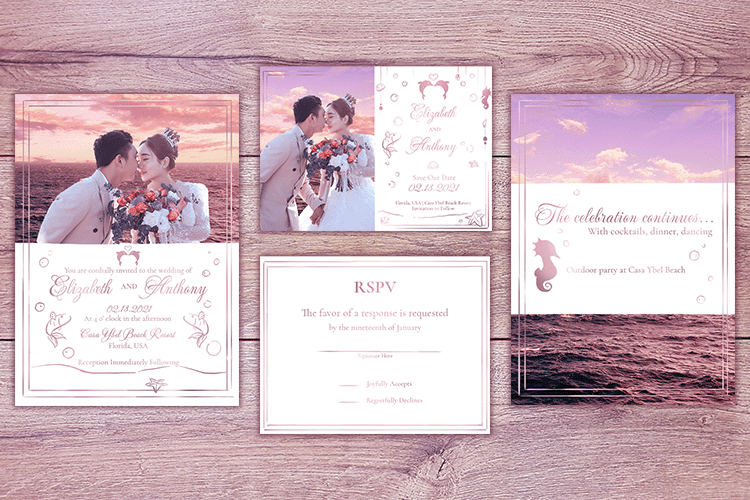 You are cordially invited to the wedding of
Elizabeth AND Anthony
02.18.2021
At 4 o' clock in the afternoon
Casa Ybel Beach Resort
Florida, USA
Reception Immediately Following
Elizabeth
AND
Anthony
Save Our Date
02.18.2021
Florida, USA | Casa Ybel Beach Resort
Invitation to Follow
RSPV
The favor of a response is requested
by the nineteenth of January
Signature Here
Joyfully Accepts
Regretfully Declines
The celebration continues...
With cocktails, dinner, dancing
Outdoor party at Casa Ybel Beach